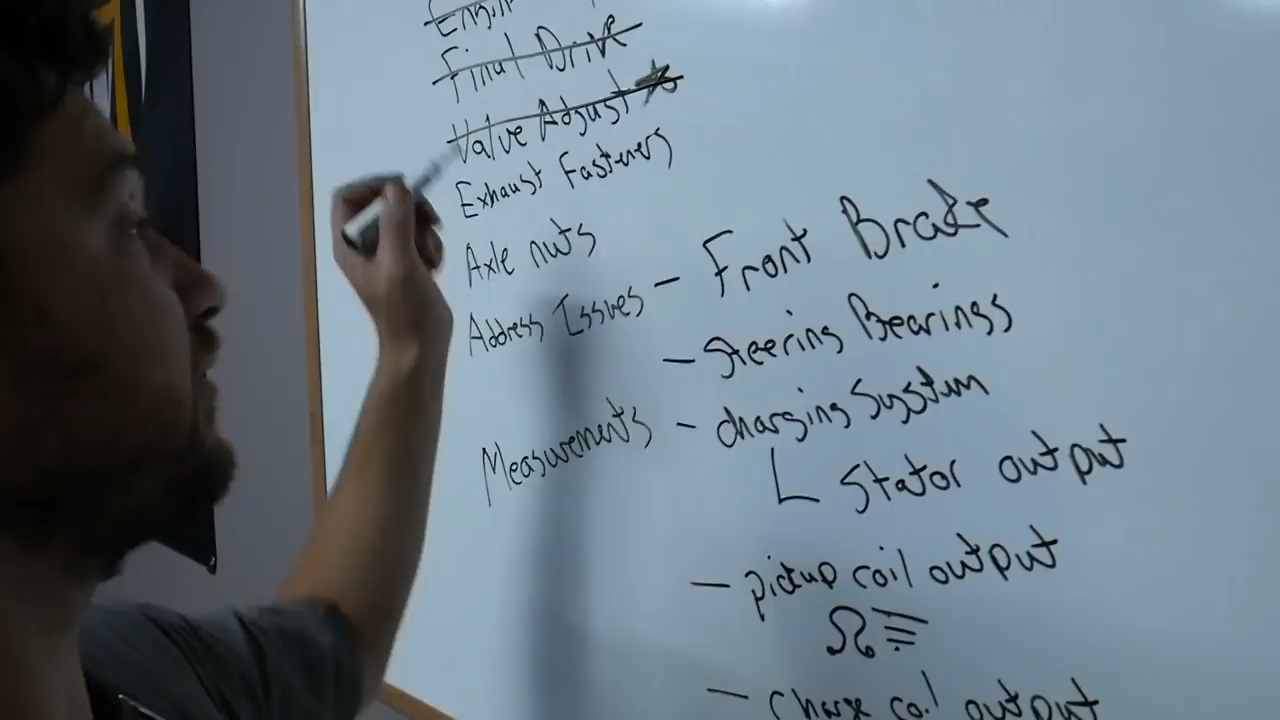 Final Drive
Valve Adjust
Exhaust Fasteners
Axle nuts
Address Issues - Front Brake
- Steering Bearings
Measurements - charging System
Stator output
- pickup coil output
Ω
- Charge coil output